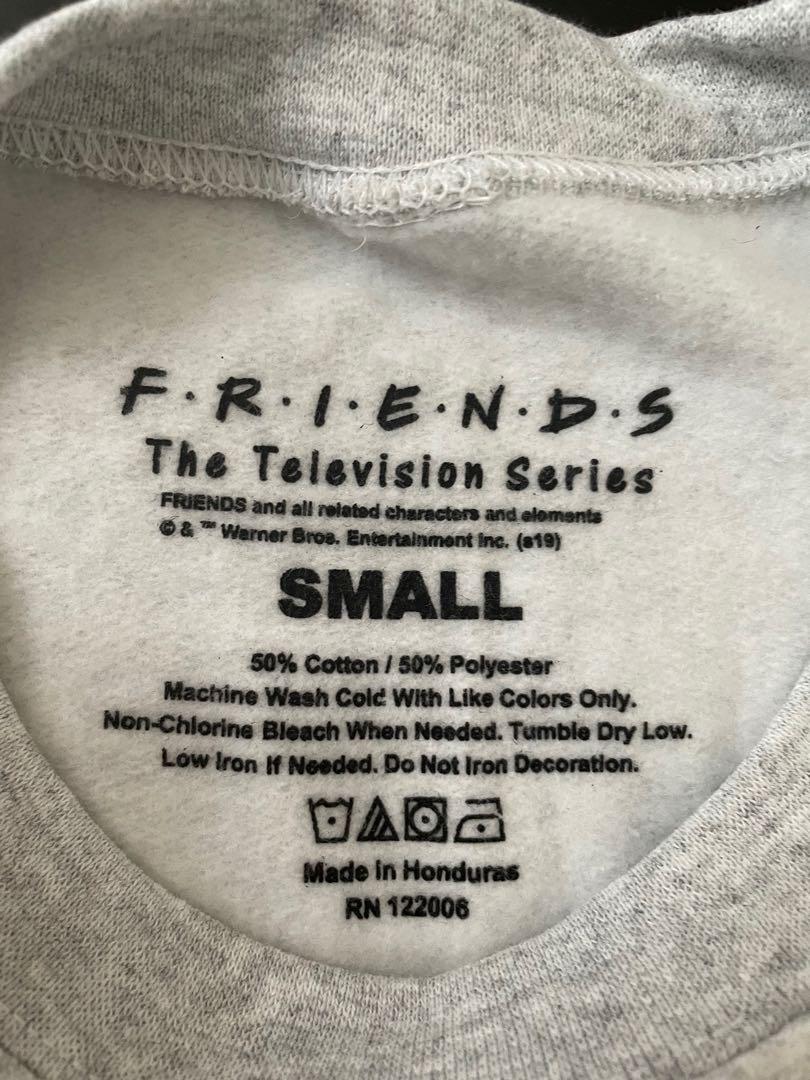 F·R·I·E·N·D·S
The Television Series
FRIENDS and all related characters and elements
© & ™ Warner Bros. Entertainment Inc. (s19)
SMALL
50% Cotton / 50% Polyester
Machine Wash Cold With Like Colors Only.
Non-Chlorine Bleach When Needed. Tumble Dry Low.
Low Iron If Needed. Do Not Iron Decoration.
Made in Honduras
RN 122006